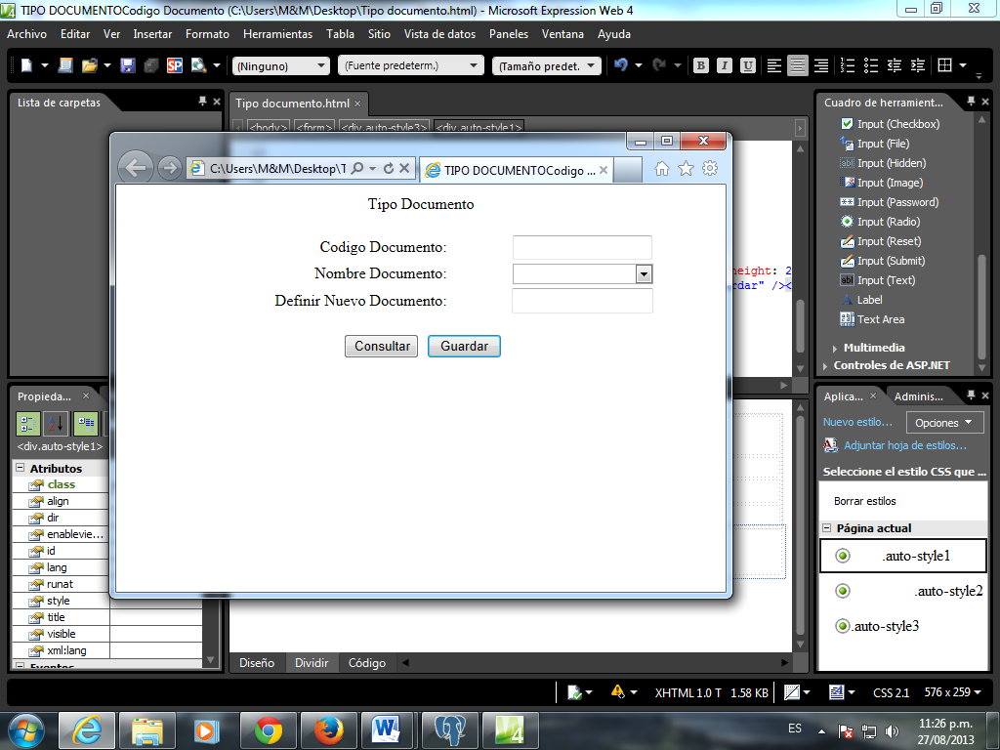 TIPO DOCUMENTOCodigo Documento (C:\Users\M&M\Desktop\Tipo documento.html) - Microsoft Expression Web 4
Archivo Editar Ver Insertar Formato Herramientas Tabla Sitio Vista de datos Paneles Ventana Ayuda
(Ninguno) (Fuente predeterm.) (Tamaño predet. B I U
Lista de carpetas
Tipo documento.html
<body> <form> <div.auto-style3> <div.auto-style1>
C:\Users\M&M\Desktop\T
TIPO DOCUMENTOCodigo ...
Tipo Documento
Codigo Documento:
Nombre Documento:
Definir Nuevo Documento:
Consultar Guardar
eight: 2
rdar" /><
Cuadro de herramient...
Input (Checkbox)
Input (File)
Input (Hidden)
Input (Image)
Input (Password)
Input (Radio)
Input (Reset)
Input (Submit)
Input (Text)
Label
Text Area
Multimedia
Controles de ASP.NET
Propieda...
<div.auto-style1>
Atributos
class
align
dir
enablevie...
id
lang
runat
style
title
visible
xml:lang
Eventos
Aplica... Adminis...
Nuevo estilo... Opciones
Adjuntar hoja de estilos...
Seleccione el estilo CSS que ...
Borrar estilos
Página actual
.auto-style1
.auto-style2
.auto-style3
Diseño Dividir Código
XHTML 1.0 T 1.58 KB CSS 2.1 576 x 259
ES 11:26 p.m.
27/08/2013